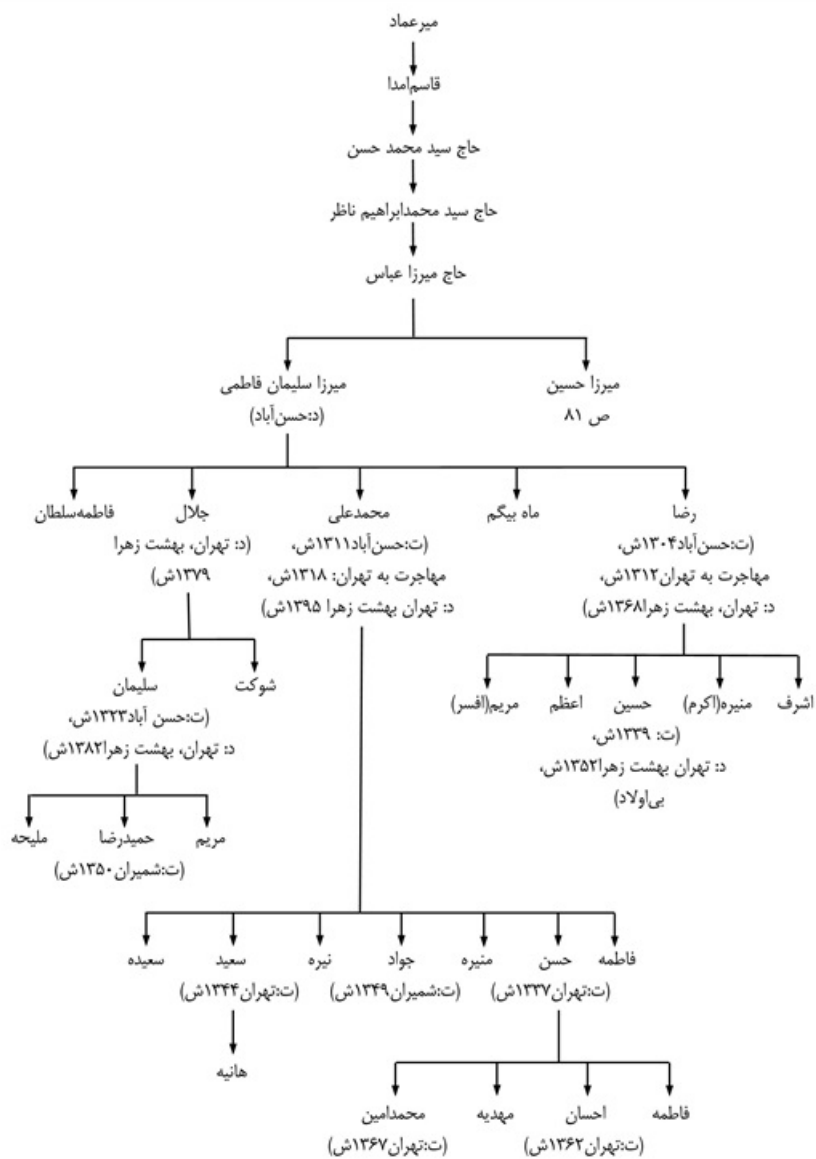 میرعماد
قاسم‌امدا
حاج سید محمد حسن
حاج سید محمدابراهیم ناظر
حاج میرزا عباس
میرزا حسین
ص ۸۱
میرزا سلیمان فاطمی
(د:حسن‌آباد)
رضا
(ت:حسن‌آباد۱۳۰۴ش،
مهاجرت به تهران۱۳۱۲ش،
د: تهران، بهشت زهرا۱۳۶۸ش)
ماه بیگم
محمدعلی
(ت:حسن‌آباد۱۳۱۱ش،
مهاجرت به تهران: ۱۳۱۸ش،
د: تهران بهشت زهرا ۱۳۹۵ش)
جلال
(د: تهران، بهشت زهرا
۱۳۷۹ش)
فاطمه‌سلطان
اشرف
منیره(اکرم)
حسین
(ت: ۱۳۳۹ش،
د: تهران بهشت زهرا۱۳۵۲ش،
بی‌اولاد)
اعظم
مریم(افسر)
شوکت
سلیمان
(ت:حسن آباد۱۳۲۳ش،
د: تهران، بهشت زهرا۱۳۸۲ش)
مریم
حمیدرضا
(ت:شمیران۱۳۵۰ش)
ملیحه
فاطمه
حسن
(ت:تهران۱۳۳۷ش)
منیره
جواد
(ت:شمیران۱۳۴۹ش)
نیره
سعید
(ت:تهران۱۳۴۴ش)
سعیده
هانیه
فاطمه
احسان
(ت:تهران۱۳۶۲ش)
مهدیه
محمدامین
(ت:تهران۱۳۶۷ش)